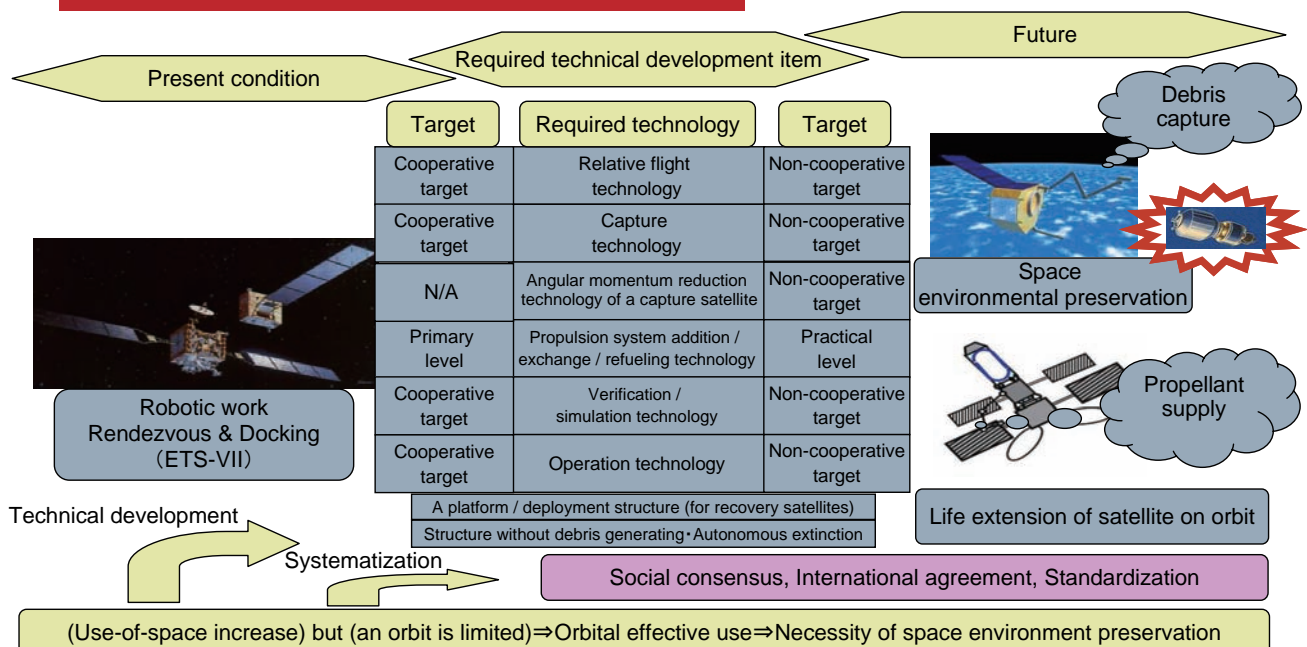 Present condition
Required technical development item
Future
Target
Required technology
Target
Cooperative
target
Relative flight
technology
Non-cooperative
target
Cooperative
target
Capture
technology
Non-cooperative
target
N/A
Angular momentum reduction
technology of a capture satellite
Non-cooperative
target
Primary
level
Propulsion system addition /
exchange / refueling technology
Practical
level
Cooperative
target
Verification /
simulation technology
Non-cooperative
target
Cooperative
target
Operation technology
Non-cooperative
target
A platform / deployment structure (for recovery satellites)
Structure without debris generating・Autonomous extinction
Robotic work
Rendezvous & Docking
（ETS-VII）
Debris
capture
Space
environmental preservation
Propellant
supply
Life extension of satellite on orbit
Technical development
Systematization
Social consensus, International agreement, Standardization
(Use-of-space increase) but (an orbit is limited)⇒Orbital effective use⇒Necessity of space environment preservation